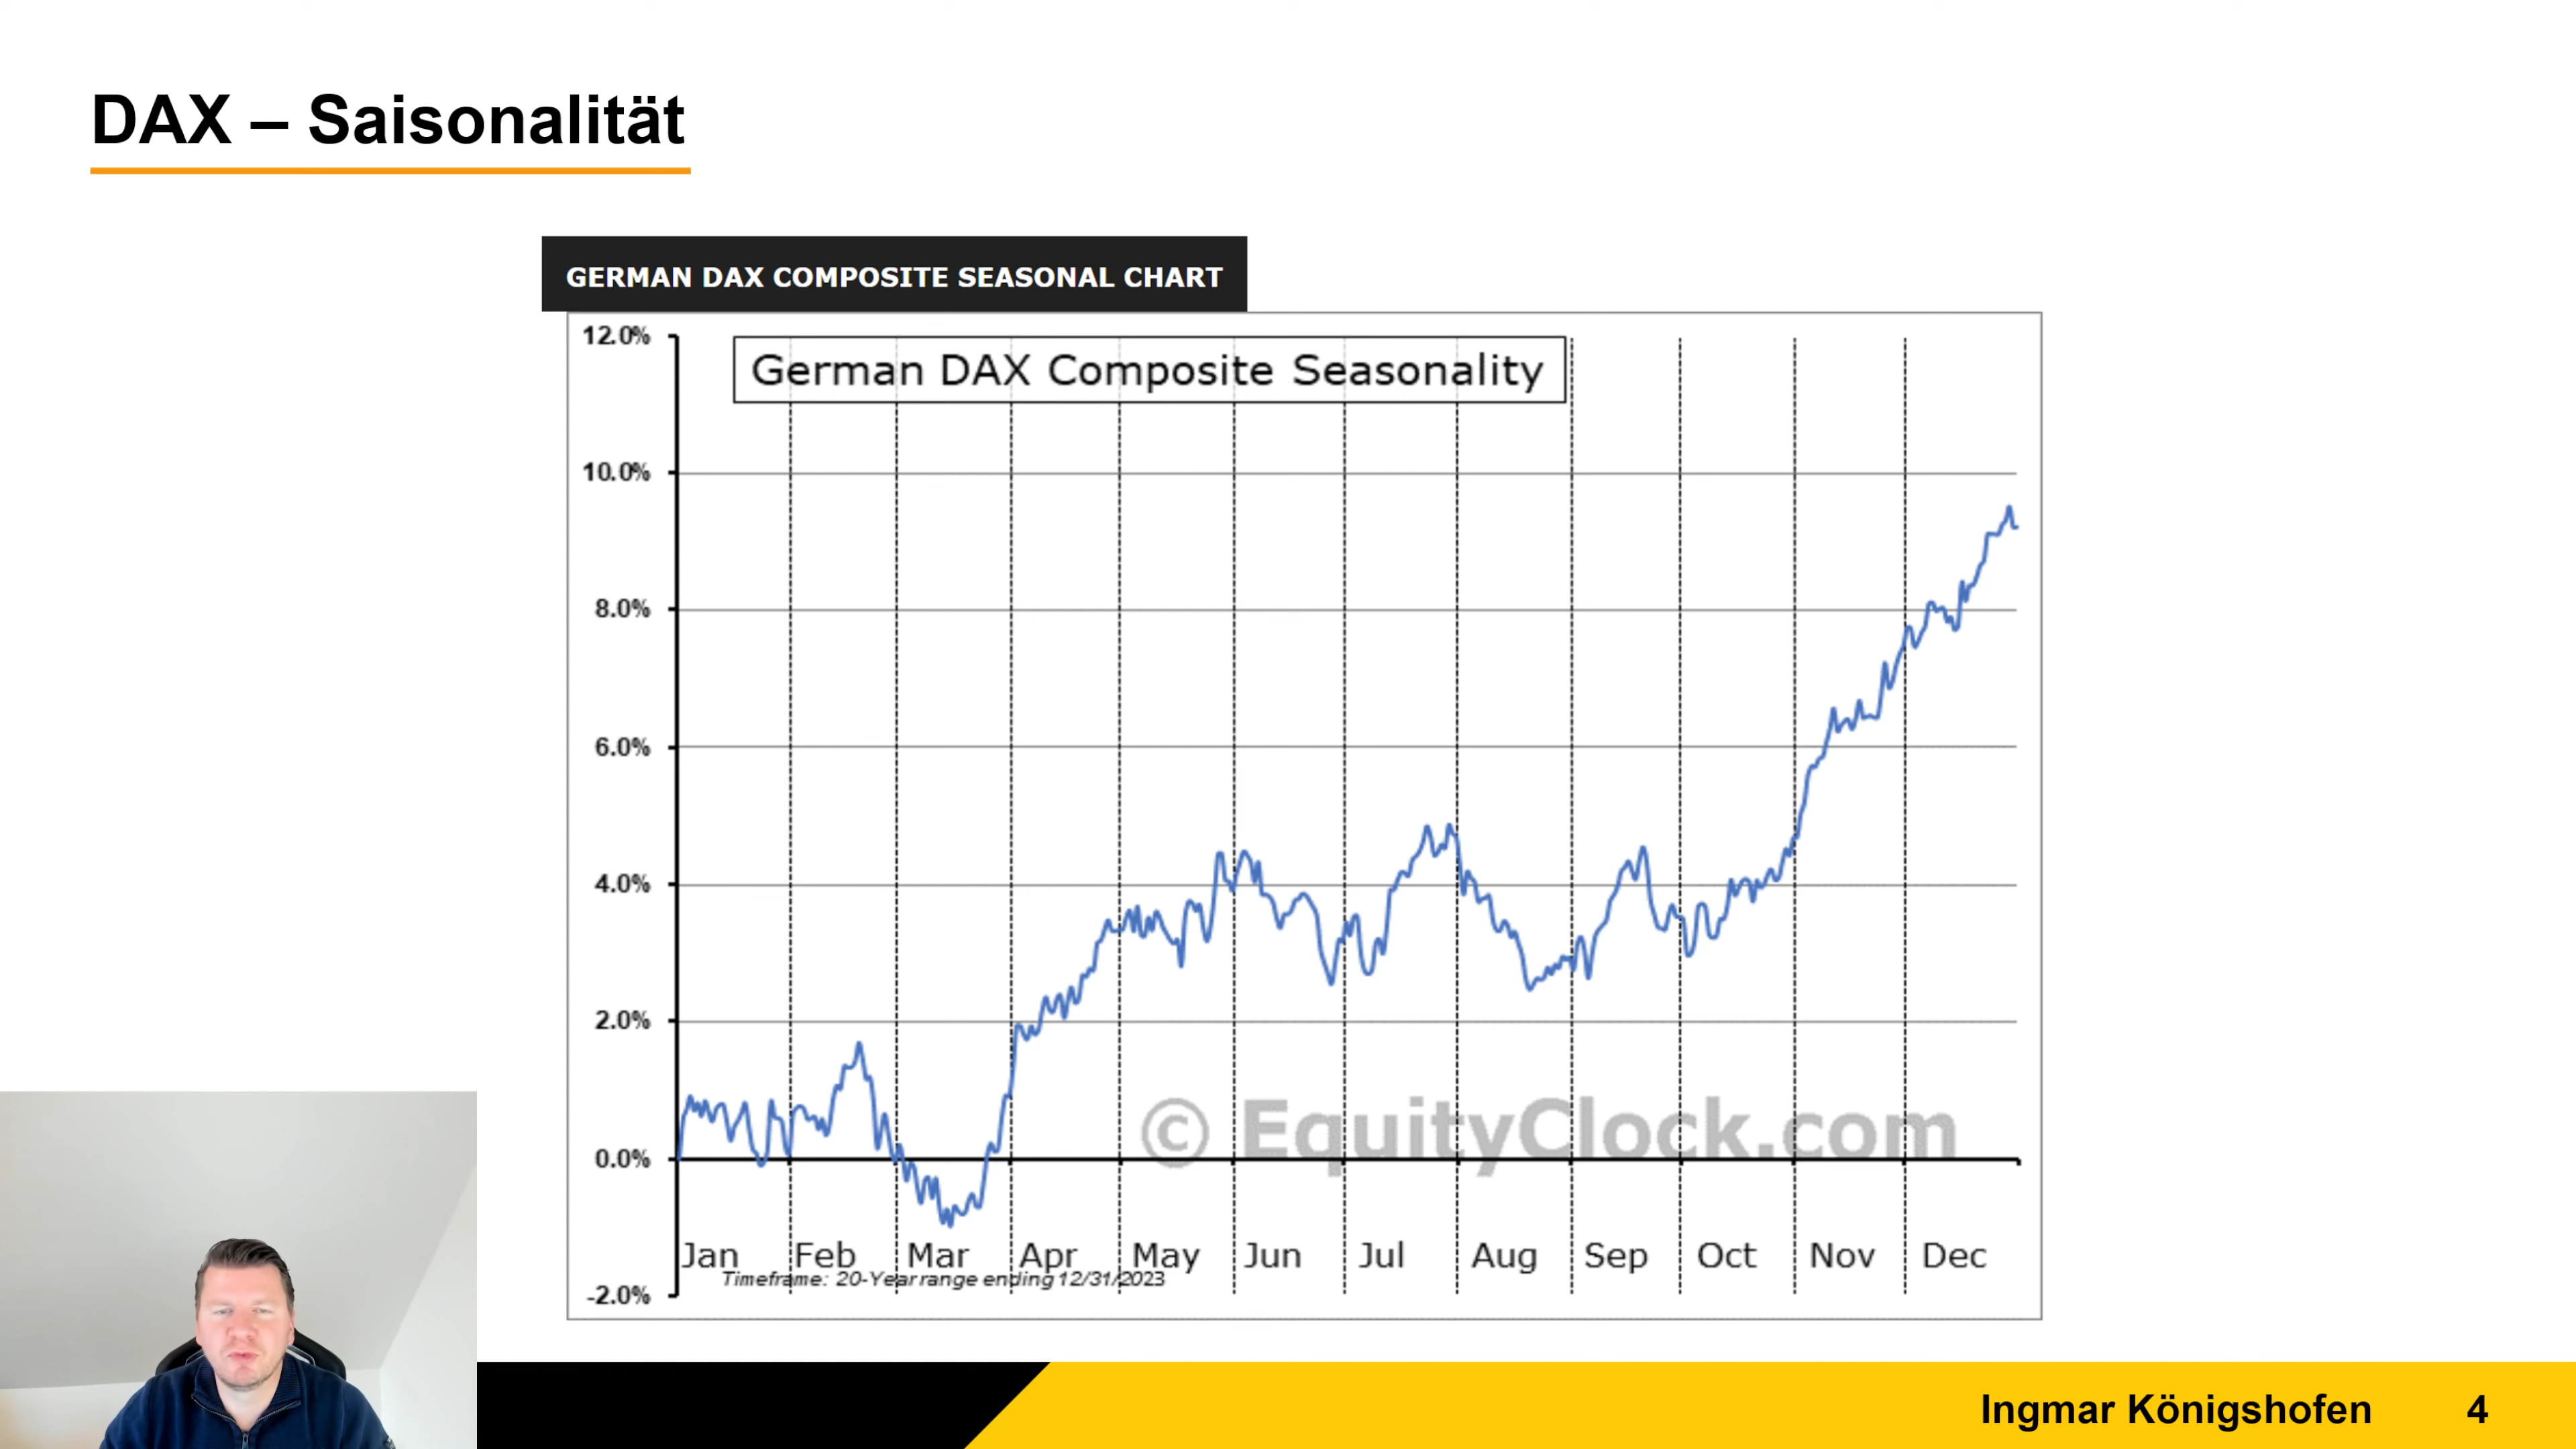 DAX – Saisonalität
GERMAN DAX COMPOSITE SEASONAL CHART
German DAX Composite Seasonality
12.0%
10.0%
8.0%
6.0%
4.0%
2.0%
0.0%
-2.0%
© EquityClock.com
Jan Feb Mar Apr May Jun Jul Aug Sep Oct Nov Dec
Timeframe: 20-Year range ending 12/31/2023
Ingmar Königshofen 4